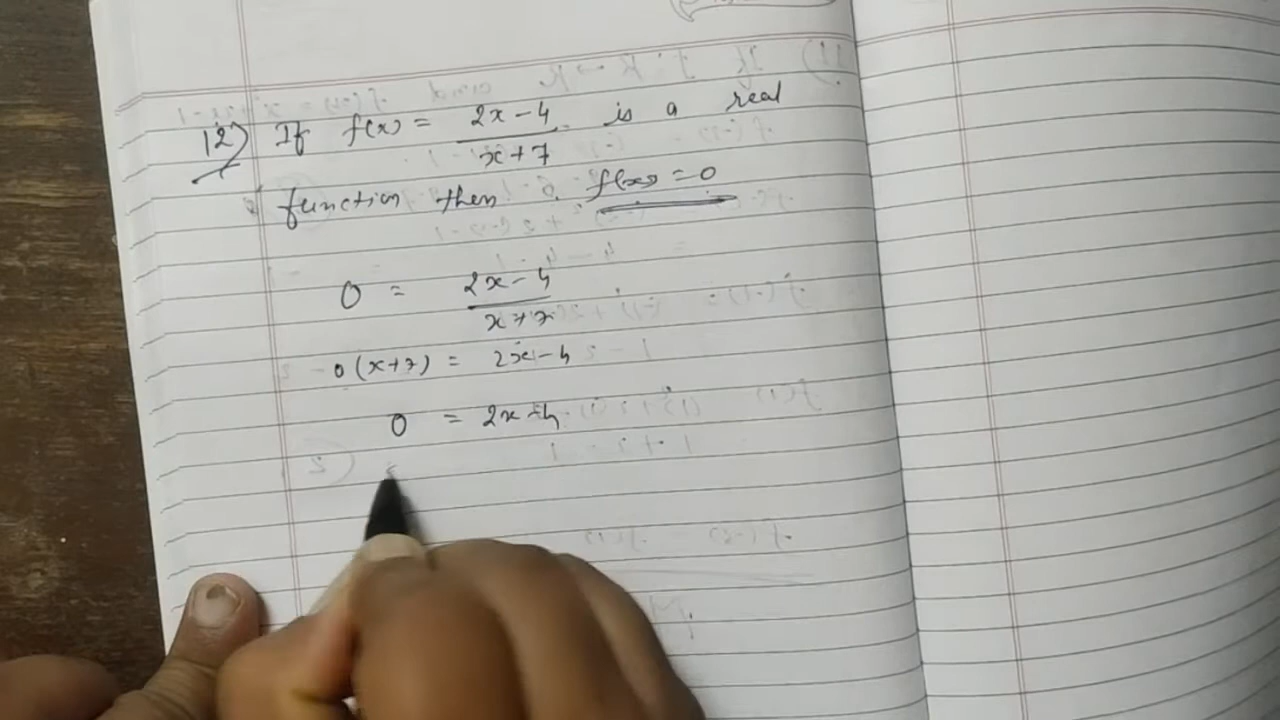 12) If f(x) = 2x-4 / x+7 is a real
function then f(x) = 0
0 = 2x-4 / x+7
0(x+7) = 2x-4
0 = 2x-4